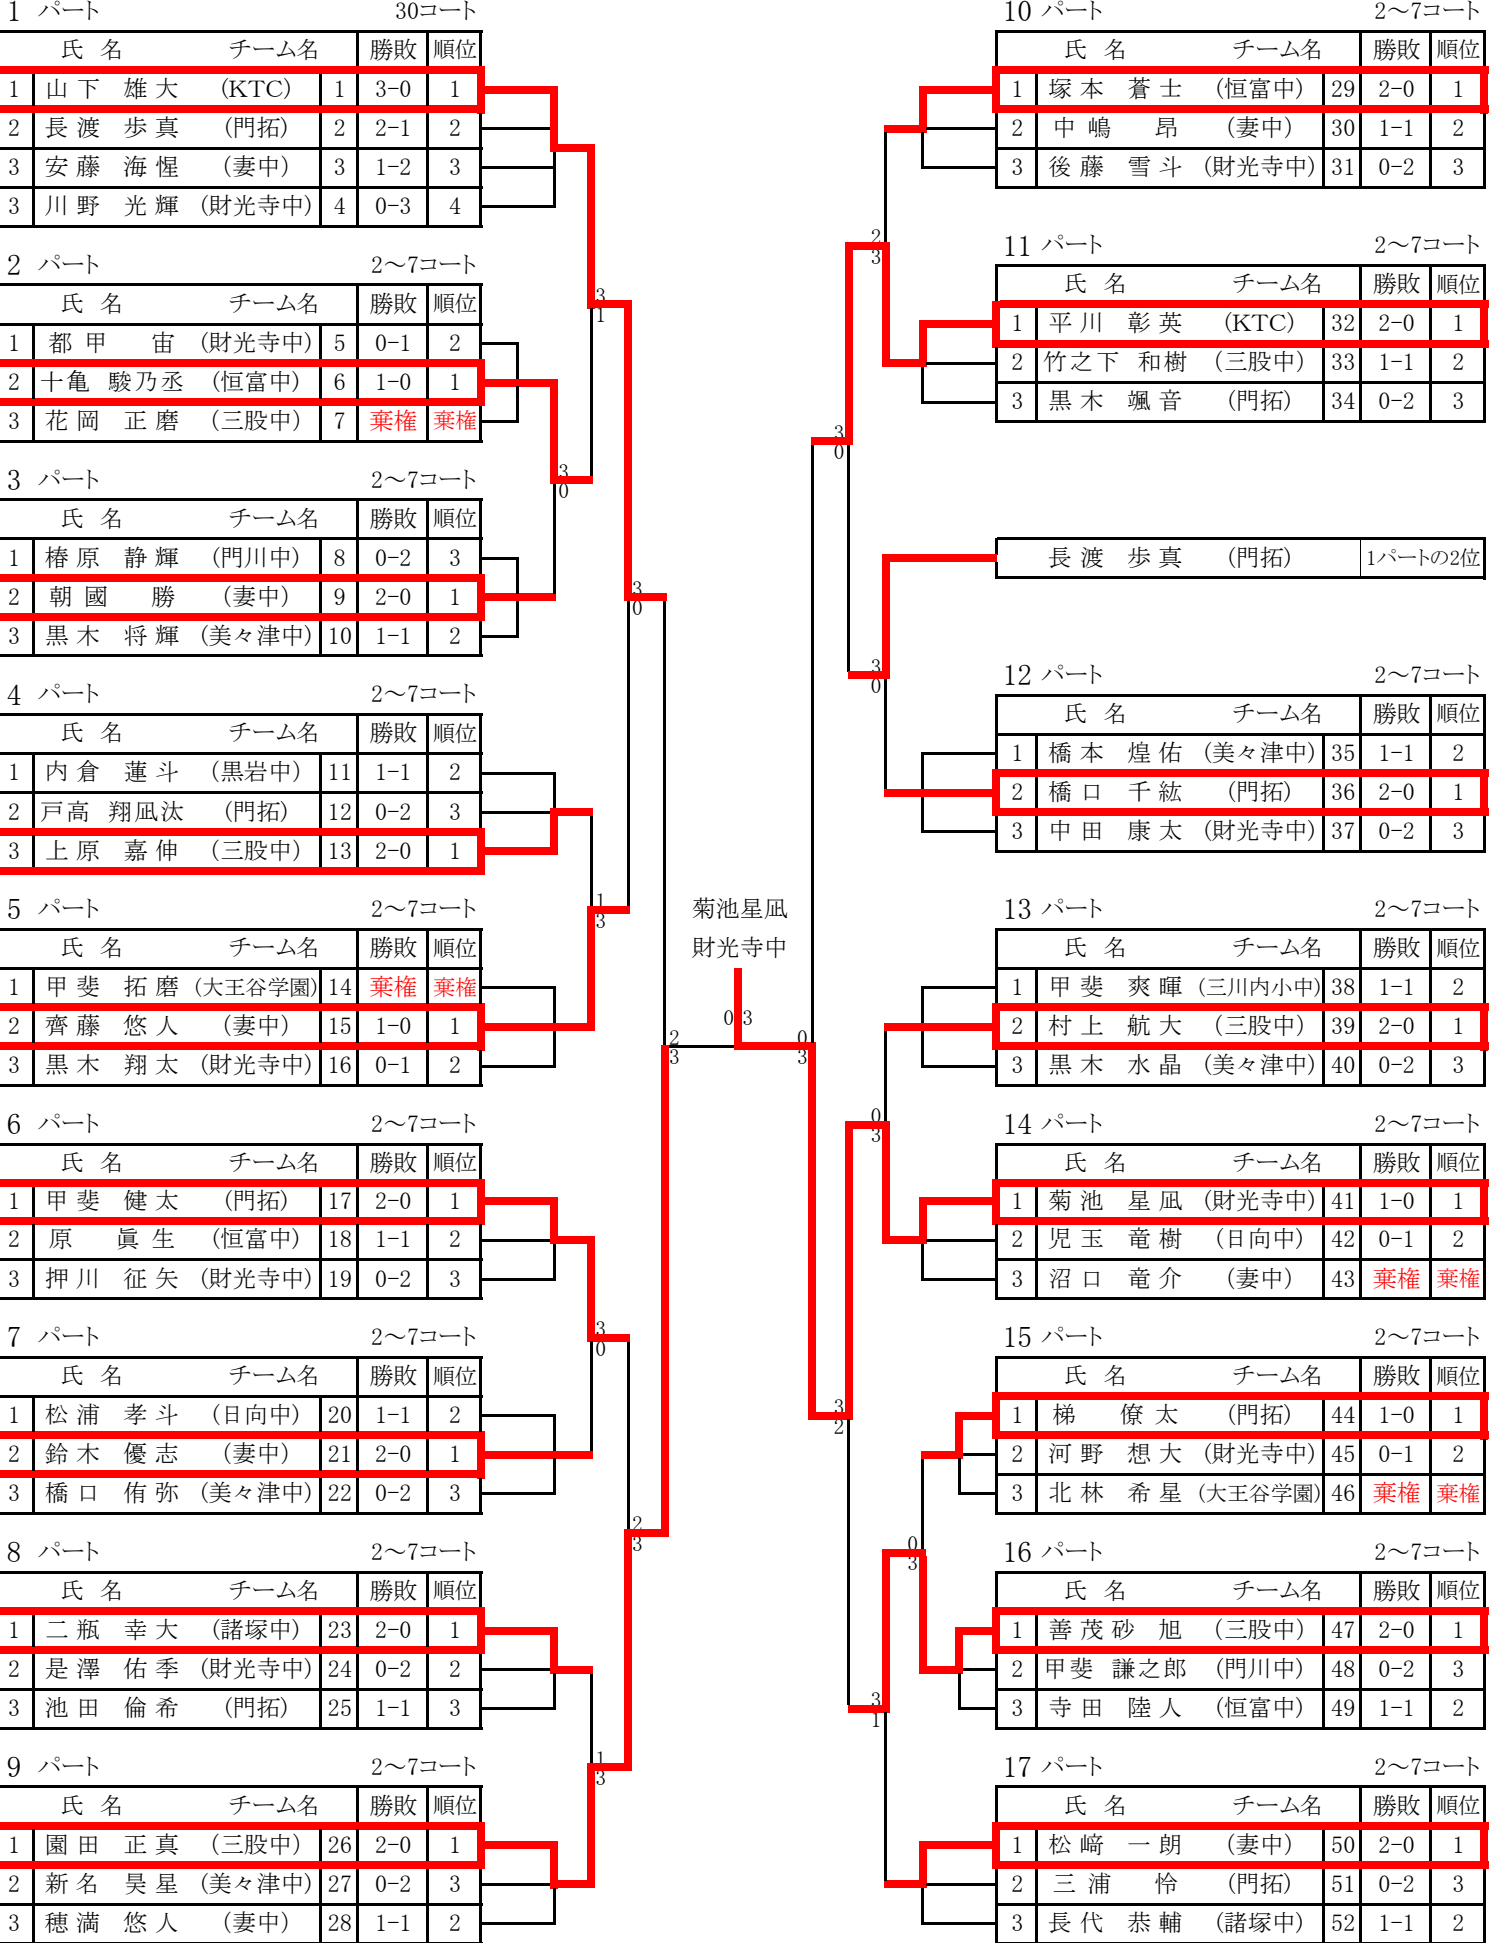 1 パート 30コート
氏 名 チーム名 勝敗 順位
1 山下 雄大 (KTC) 1 3-0 1
2 長渡 歩真 (門拓) 2 2-1 2
3 安藤 海惺 (妻中) 3 1-2 3
3 川野 光輝 (財光寺中) 4 0-3 4
2 パート 2～7コート
氏 名 チーム名 勝敗 順位
1 都甲 宙 (財光寺中) 5 0-1 2
2 十亀 駿乃丞 (恒富中) 6 1-0 1
3 花岡 正磨 (三股中) 7 棄権 棄権
3 パート 2～7コート
氏 名 チーム名 勝敗 順位
1 椿原 静輝 (門川中) 8 0-2 3
2 朝國 勝 (妻中) 9 2-0 1
3 黒木 将輝 (美々津中) 10 1-1 2
4 パート 2～7コート
氏 名 チーム名 勝敗 順位
1 内倉 蓮斗 (黒岩中) 11 1-1 2
2 戸高 翔凪汰 (門拓) 12 0-2 3
3 上原 嘉伸 (三股中) 13 2-0 1
5 パート 2～7コート
氏 名 チーム名 勝敗 順位
1 甲斐 拓磨 (大王谷学園) 14 棄権 棄権
2 齊藤 悠人 (妻中) 15 1-0 1
3 黒木 翔太 (財光寺中) 16 0-1 2
6 パート 2～7コート
氏 名 チーム名 勝敗 順位
1 甲斐 健太 (門拓) 17 2-0 1
2 原 眞生 (恒富中) 18 1-1 2
3 押川 征矢 (財光寺中) 19 0-2 3
7 パート 2～7コート
氏 名 チーム名 勝敗 順位
1 松浦 孝斗 (日向中) 20 1-1 2
2 鈴木 優志 (妻中) 21 2-0 1
3 橋口 侑弥 (美々津中) 22 0-2 3
8 パート 2～7コート
氏 名 チーム名 勝敗 順位
1 二瓶 幸大 (諸塚中) 23 2-0 1
2 是澤 佑季 (財光寺中) 24 0-2 2
3 池田 倫希 (門拓) 25 1-1 3
9 パート 2～7コート
氏 名 チーム名 勝敗 順位
1 園田 正真 (三股中) 26 2-0 1
2 新名 昊星 (美々津中) 27 0-2 3
3 穂満 悠人 (妻中) 28 1-1 2
3
1
3
0
3
0
1
3
3
0
2
3
1
3
2
3
菊池星凪
財光寺中
0 3
0
3
2
3
3
0
3
0
0
3
3
2
0
3
3
1
10 パート 2～7コート
氏 名 チーム名 勝敗 順位
1 塚本 蒼士 (恒富中) 29 2-0 1
2 中嶋 昂 (妻中) 30 1-1 2
3 後藤 雪斗 (財光寺中) 31 0-2 3
11 パート 2～7コート
氏 名 チーム名 勝敗 順位
1 平川 彰英 (KTC) 32 2-0 1
2 竹之下 和樹 (三股中) 33 1-1 2
3 黒木 颯音 (門拓) 34 0-2 3
長渡 歩真 (門拓) 1パートの2位
12 パート 2～7コート
氏 名 チーム名 勝敗 順位
1 橋本 煌佑 (美々津中) 35 1-1 2
2 橋口 千紘 (門拓) 36 2-0 1
3 中田 康太 (財光寺中) 37 0-2 3
13 パート 2～7コート
氏 名 チーム名 勝敗 順位
1 甲斐 爽暉 (三川内小中) 38 1-1 2
2 村上 航大 (三股中) 39 2-0 1
3 黒木 水晶 (美々津中) 40 0-2 3
14 パート 2～7コート
氏 名 チーム名 勝敗 順位
1 菊池 星凪 (財光寺中) 41 1-0 1
2 児玉 竜樹 (日向中) 42 0-1 2
3 沼口 竜介 (妻中) 43 棄権 棄権
15 パート 2～7コート
氏 名 チーム名 勝敗 順位
1 梯 僚太 (門拓) 44 1-0 1
2 河野 想大 (財光寺中) 45 0-1 2
3 北林 希星 (大王谷学園) 46 棄権 棄権
16 パート 2～7コート
氏 名 チーム名 勝敗 順位
1 善茂砂 旭 (三股中) 47 2-0 1
2 甲斐 謙之郎 (門川中) 48 0-2 3
3 寺田 陸人 (恒富中) 49 1-1 2
17 パート 2～7コート
氏 名 チーム名 勝敗 順位
1 松﨑 一朗 (妻中) 50 2-0 1
2 三浦 怜 (門拓) 51 0-2 3
3 長代 恭輔 (諸塚中) 52 1-1 2